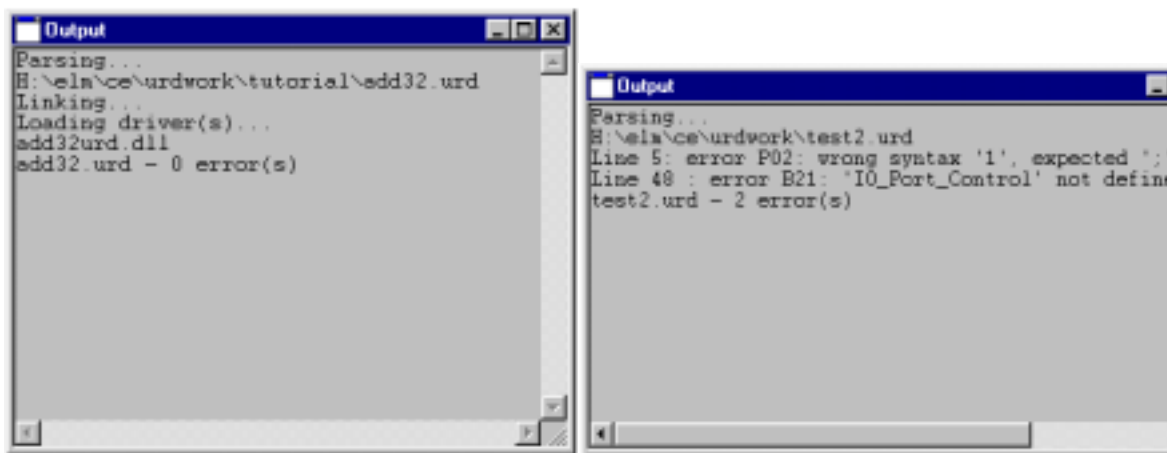 Output
Parsing...
H:\elm\ce\urdwork\tutorial\add32.urd
Linking...
Loading driver(s)...
add32urd.dll
add32.urd - 0 error(s)
Output
Parsing...
H:\elm\ce\urdwork\test2.urd
Line 5: error P02: wrong syntax '1', expected ';
Line 48 : error B21: 'IO_Port_Control' not define
test2.urd - 2 error(s)